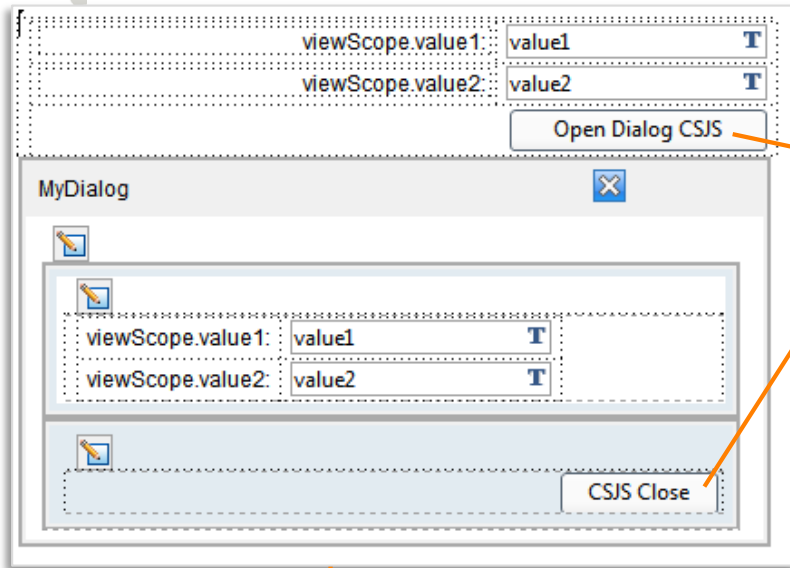 viewScope.value1: value1 T
viewScope.value2: value2 T
Open Dialog CSJS
MyDialog
viewScope.value1: value1 T
viewScope.value2: value2 T
CSJS Close